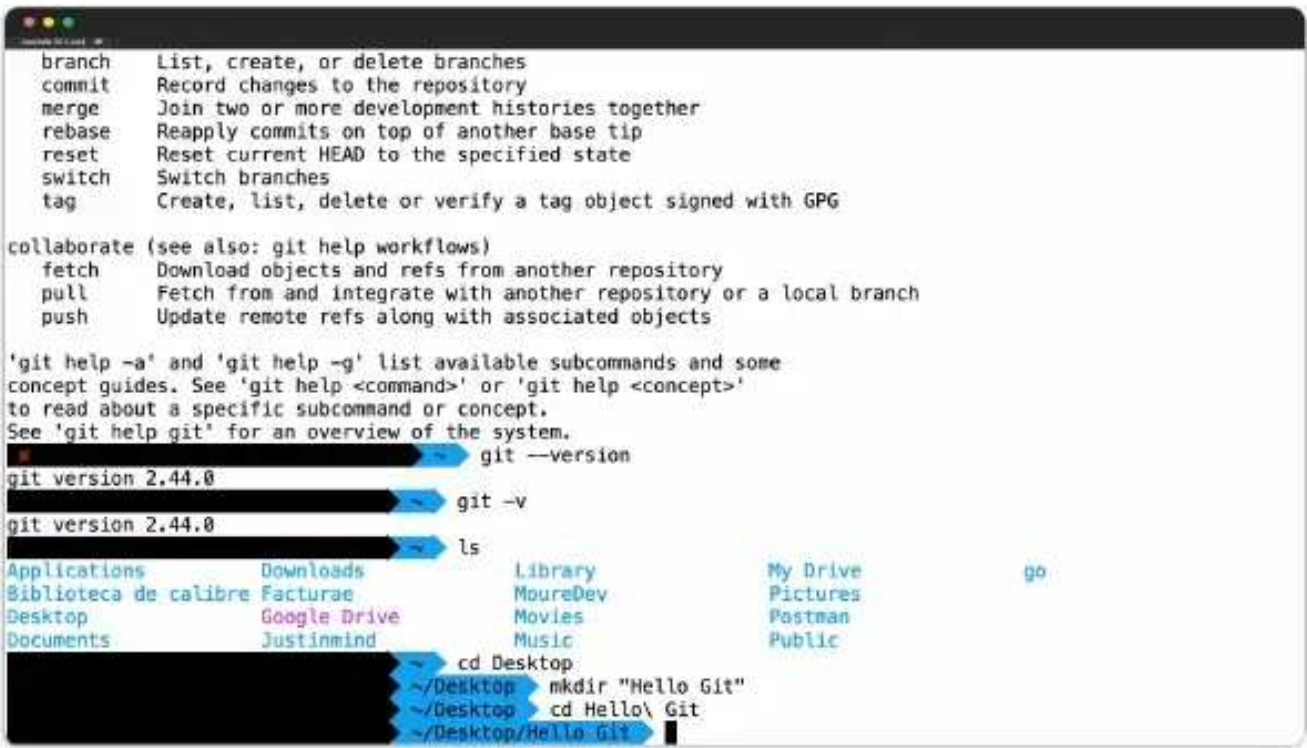 branch List, create, or delete branches
commit Record changes to the repository
merge Join two or more development histories together
rebase Reapply commits on top of another base tip
reset Reset current HEAD to the specified state
switch Switch branches
tag Create, list, delete or verify a tag object signed with GPG
collaborate (see also: git help workflows)
fetch Download objects and refs from another repository
pull Fetch from and integrate with another repository or a local branch
push Update remote refs along with associated objects
'git help -a' and 'git help -g' list available subcommands and some
concept guides. See 'git help <command>' or 'git help <concept>'
to read about a specific subcommand or concept.
See 'git help git' for an overview of the system.
~ git --version
git version 2.44.0
~ git -v
git version 2.44.0
~ ls
Applications Downloads Library My Drive go
Biblioteca de calibre Facturae MoureDev Pictures
Desktop Google Drive Movies Postman
Documents Justinmind Music Public
~ cd Desktop
~/Desktop mkdir "Hello Git"
~/Desktop cd Hello\ Git
~/Desktop/Hello Git